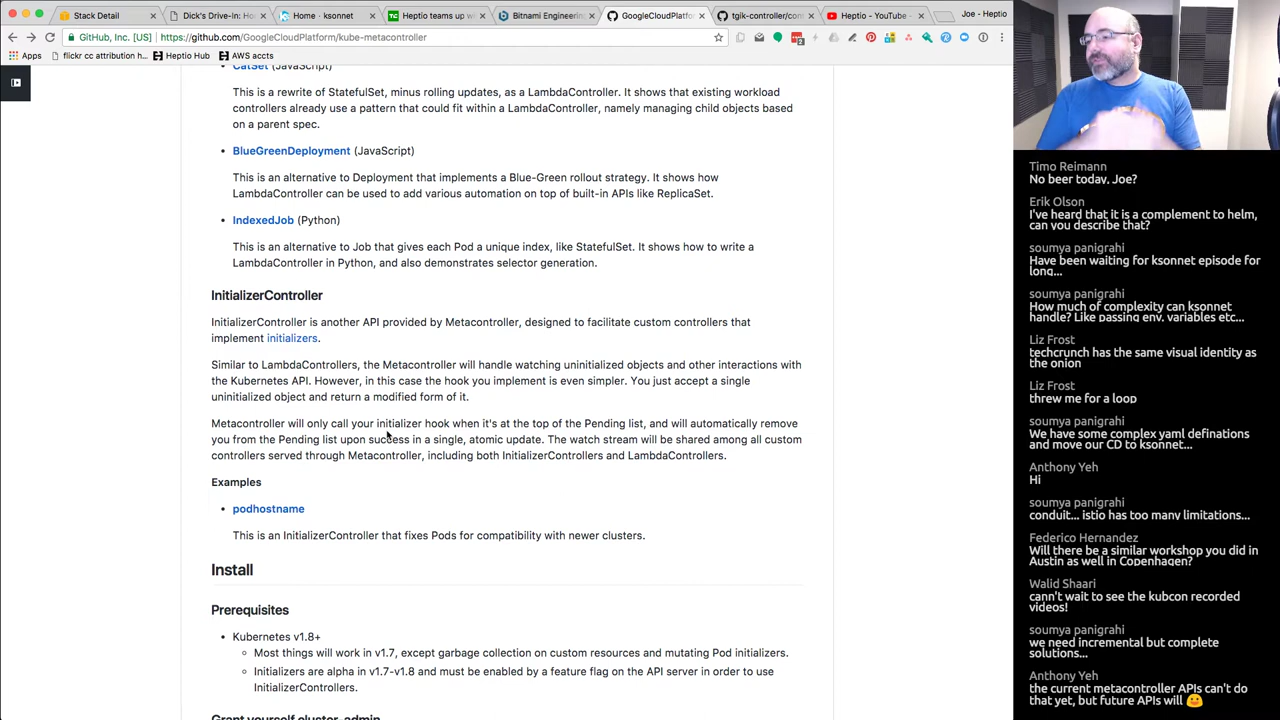 Stack Detail
Dick's Drive-In: Ho
Home · ksonnet
Heptio teams up w
Bitnami Engineerin
GoogleCloudPlatfo
tgik-controller/con
Heptio - YouTube -
Joe - Heptio
GitHub, Inc. [US]
https://github.com/GoogleCloudPlatform/kube-metacontroller
Apps
flickr cc attribution h...
Heptio Hub
AWS accts
CatSet (JavaScript)
This is a rewrite of StatefulSet, minus rolling updates, as a LambdaController. It shows that existing workload
controllers already use a pattern that could fit within a LambdaController, namely managing child objects based
on a parent spec.
BlueGreenDeployment (JavaScript)
This is an alternative to Deployment that implements a Blue-Green rollout strategy. It shows how
LambdaController can be used to add various automation on top of built-in APIs like ReplicaSet.
IndexedJob (Python)
This is an alternative to Job that gives each Pod a unique index, like StatefulSet. It shows how to write a
LambdaController in Python, and also demonstrates selector generation.
InitializerController
InitializerController is another API provided by Metacontroller, designed to facilitate custom controllers that
implement initializers.
Similar to LambdaControllers, the Metacontroller will handle watching uninitialized objects and other interactions with
the Kubernetes API. However, in this case the hook you implement is even simpler. You just accept a single
uninitialized object and return a modified form of it.
Metacontroller will only call your initializer hook when it's at the top of the Pending list, and will automatically remove
you from the Pending list upon success in a single, atomic update. The watch stream will be shared among all custom
controllers served through Metacontroller, including both InitializerControllers and LambdaControllers.
Examples
podhostname
This is an InitializerController that fixes Pods for compatibility with newer clusters.
Install
Prerequisites
Kubernetes v1.8+
Most things will work in v1.7, except garbage collection on custom resources and mutating Pod initializers.
Initializers are alpha in v1.7-v1.8 and must be enabled by a feature flag on the API server in order to use
InitializerControllers.
Grant yourself cluster-admin
Timo Reimann
No beer today, Joe?
Erik Olson
I've heard that it is a complement to helm,
can you describe that?
soumya panigrahi
Have been waiting for ksonnet episode for
long...
soumya panigrahi
How much of complexity can ksonnet
handle? Like passing env. variables etc...
Liz Frost
techcrunch has the same visual identity as
the onion
Liz Frost
threw me for a loop
soumya panigrahi
We have some complex yaml definations
and move our CD to ksonnet...
Anthony Yeh
Hi
soumya panigrahi
conduit... istio has too many limitations...
Federico Hernandez
Will there be a similar workshop you did in
Austin as well in Copenhagen?
Walid Shaari
cann't wait to see the kubcon recorded
videos!
soumya panigrahi
we need incremental but complete
solutions...
Anthony Yeh
the current metacontroller APIs can't do
that yet, but future APIs will